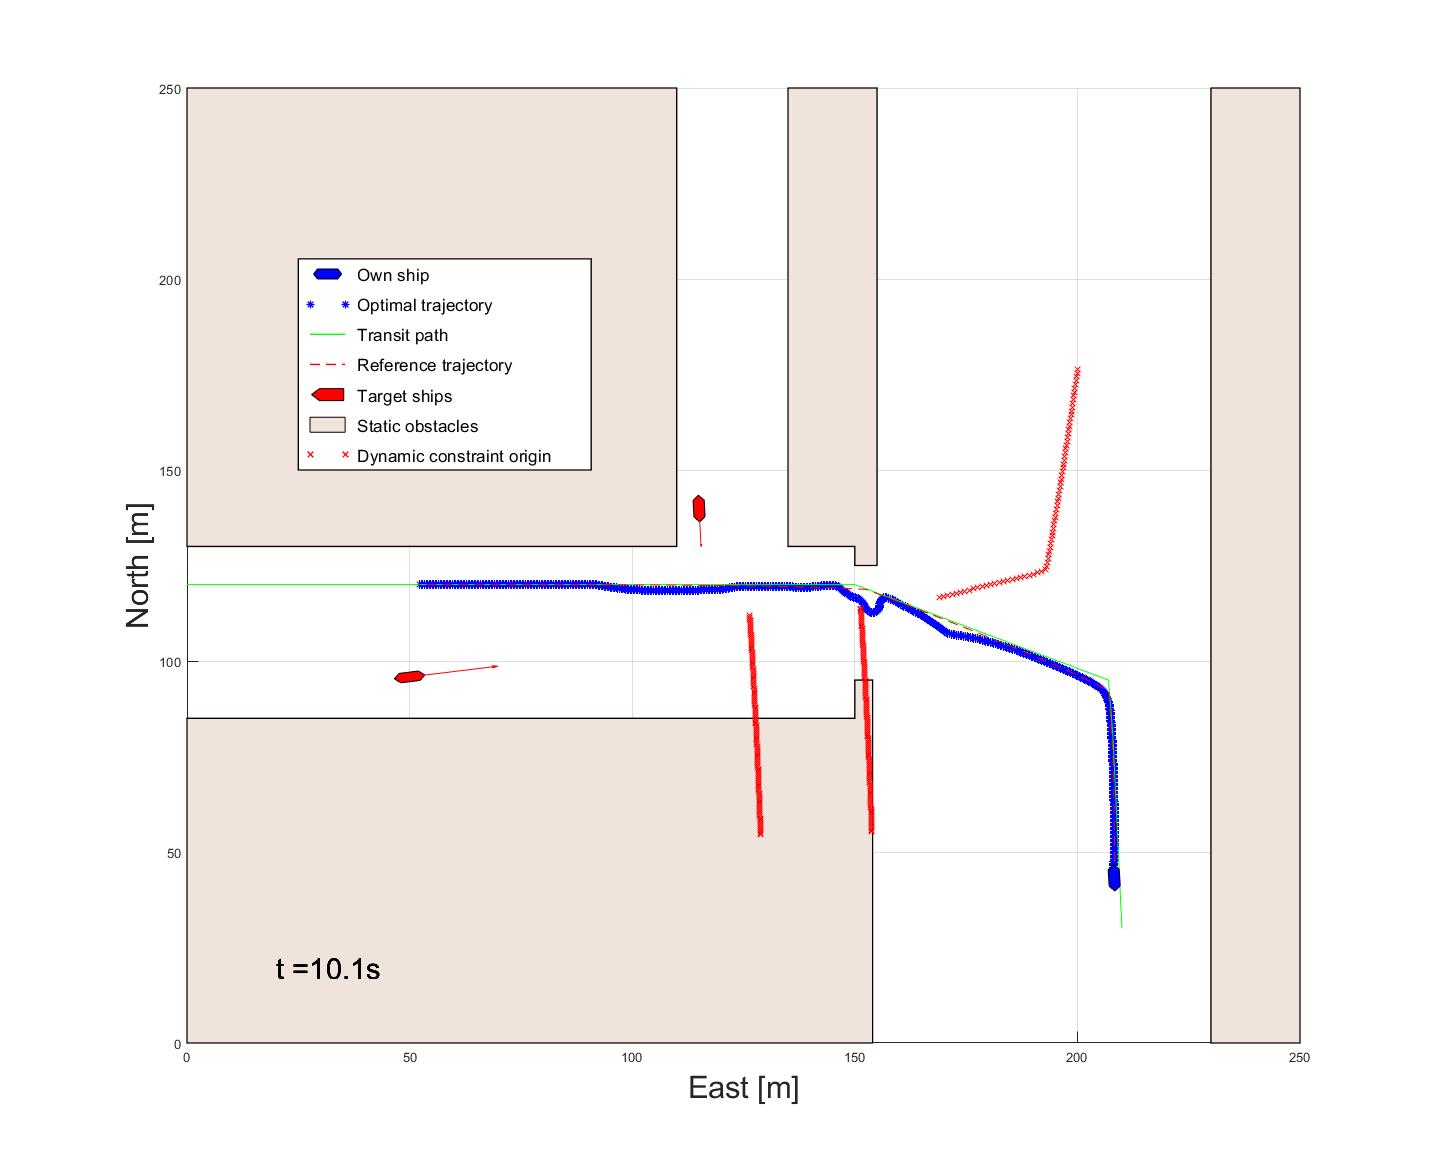 250
200
150
100
50
0
North [m]
Own ship
Optimal trajectory
Transit path
Reference trajectory
Target ships
Static obstacles
Dynamic constraint origin
t =10.1s
0 50 100 150 200 250
East [m]